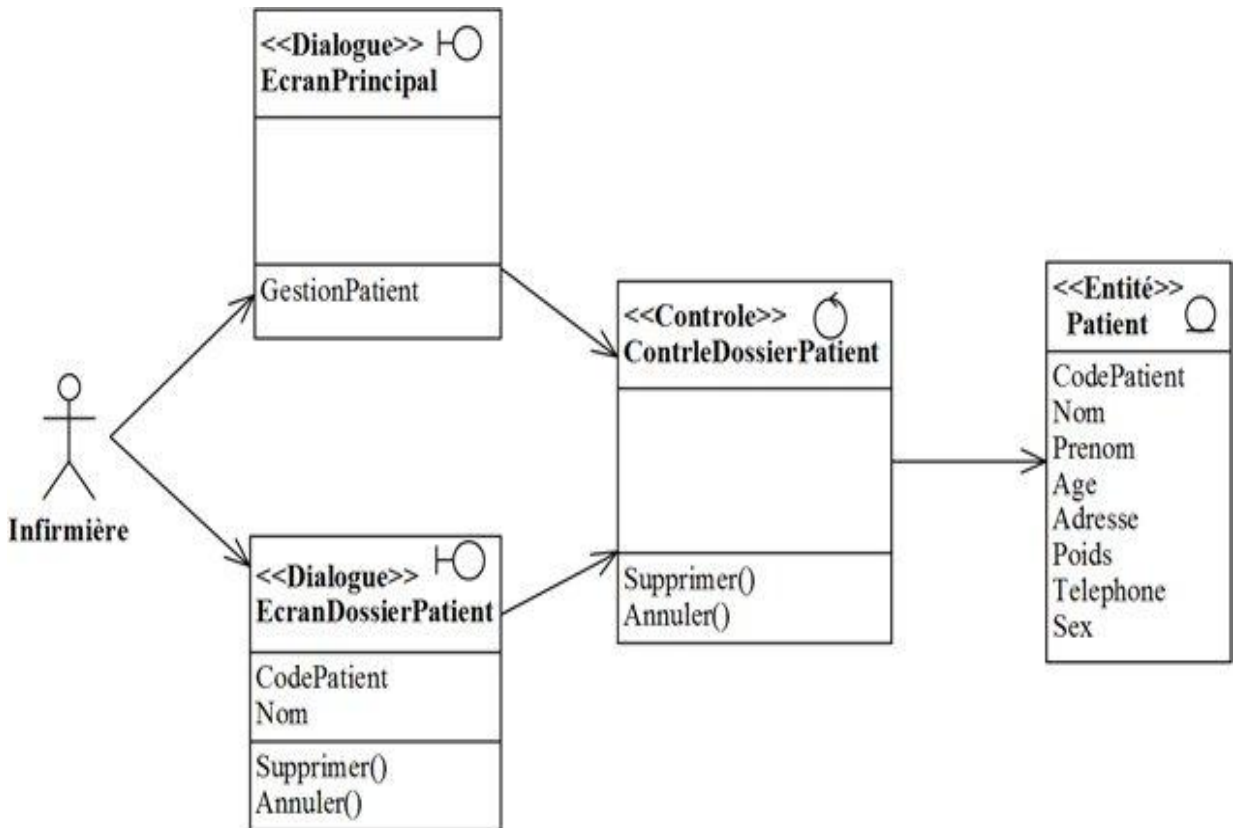 <<Dialogue>>
EcranPrincipal
GestionPatient
Infirmière
<<Dialogue>>
EcranDossierPatient
CodePatient
Nom
Supprimer()
Annuler()
<<Controle>>
ContrleDossierPatient
Supprimer()
Annuler()
<<Entité>>
Patient
CodePatient
Nom
Prenom
Age
Adresse
Poids
Telephone
Sex